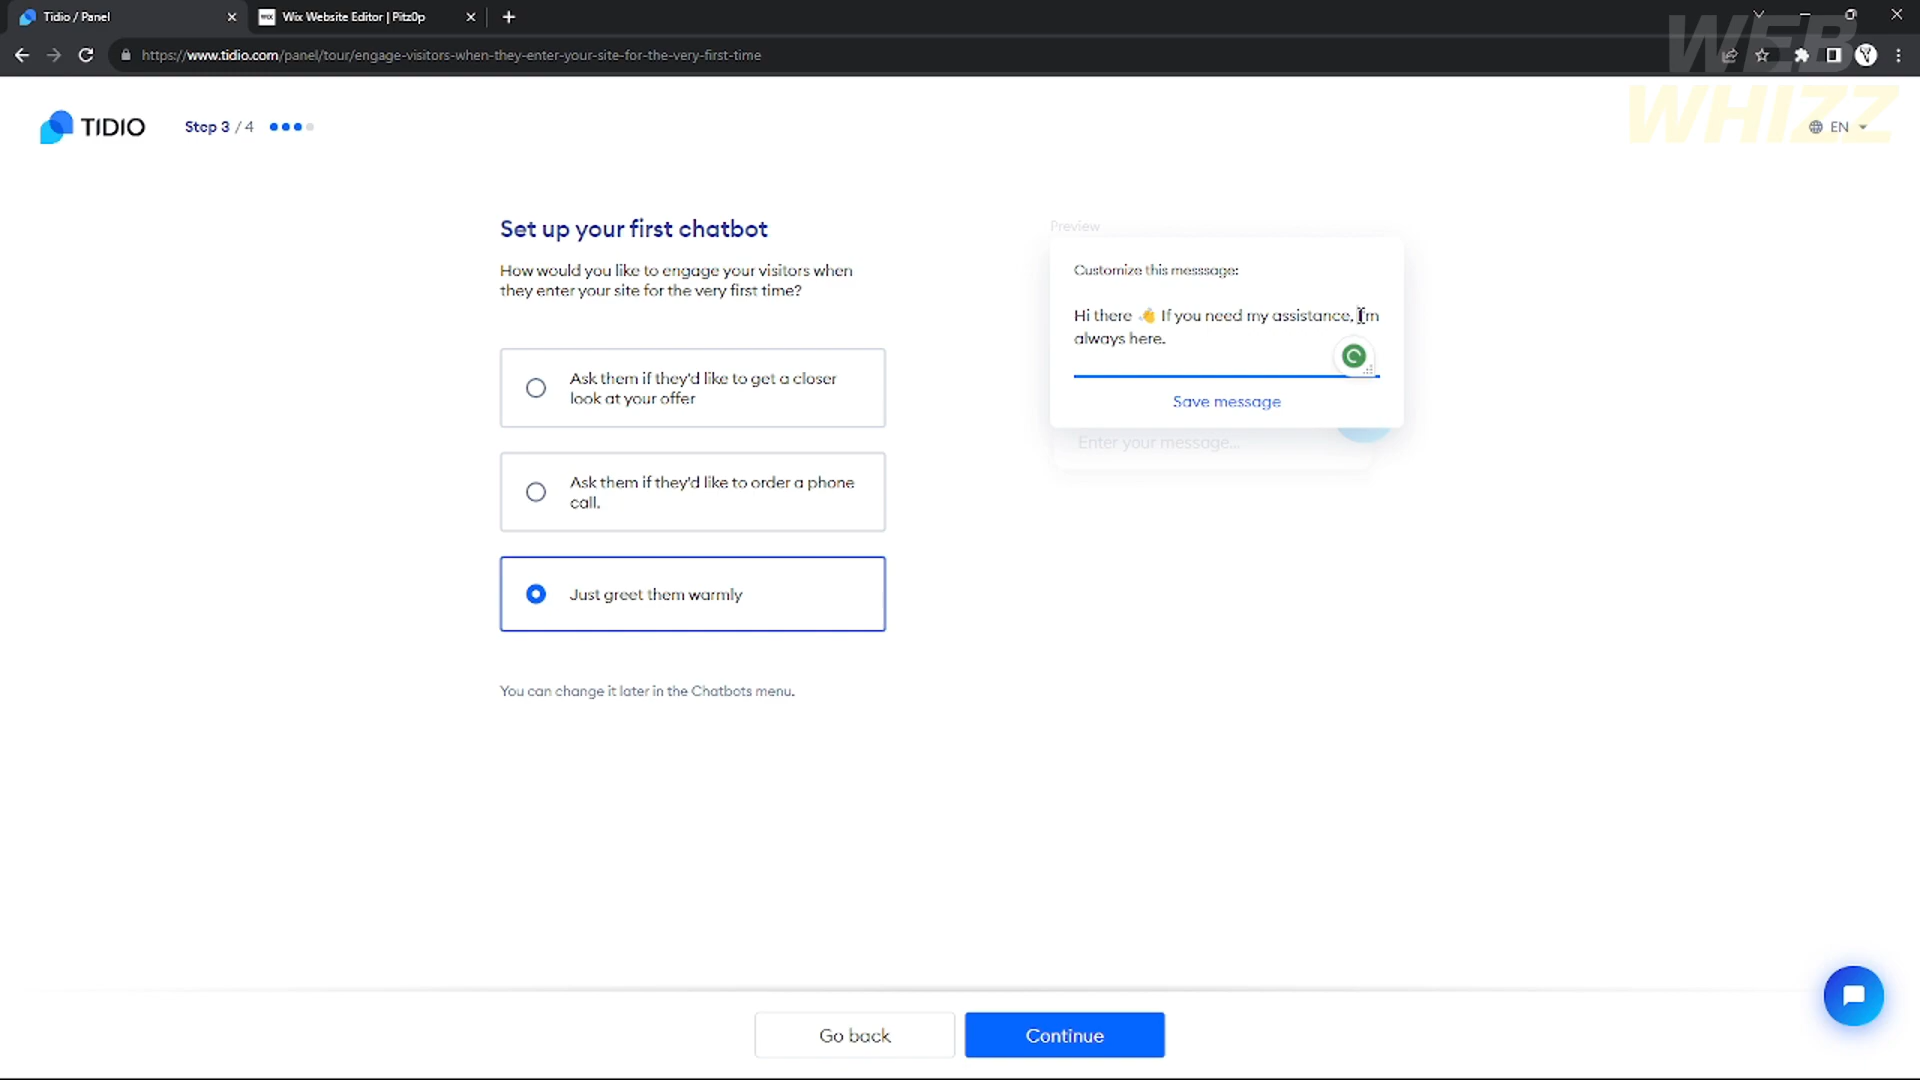 Tidio / Panel
Wix Website Editor | Pitz0p
https://www.tidio.com/panel/tour/engage-visitors-when-they-enter-your-site-for-the-very-first-time
WEB
WHIZZ
TIDIO
Step 3 / 4
EN
Set up your first chatbot
How would you like to engage your visitors when
they enter your site for the very first time?
Ask them if they'd like to get a closer
look at your offer
Ask them if they'd like to order a phone
call.
Just greet them warmly
You can change it later in the Chatbots menu.
Preview
Customize this messsage:
Hi there 👋 If you need my assistance, I'm
always here.
Save message
Enter your message...
Go back
Continue